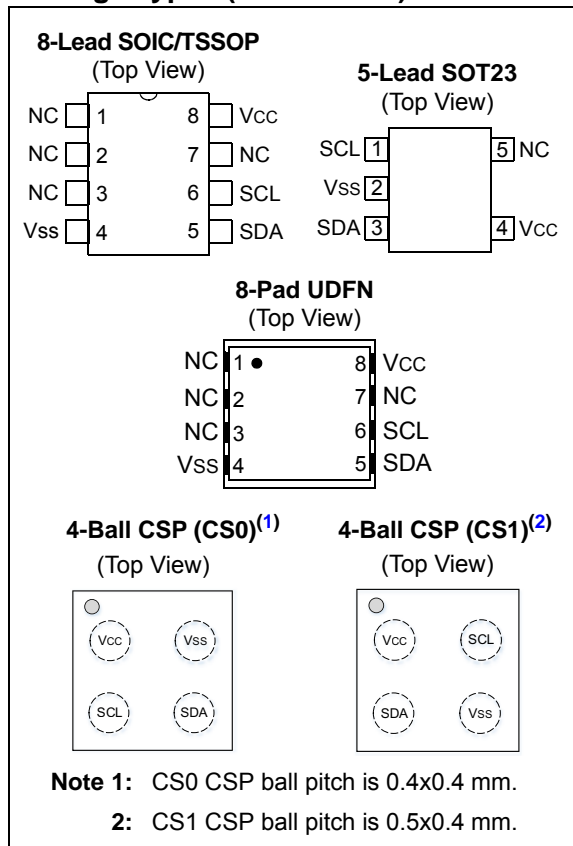 8-Lead SOIC/TSSOP
(Top View)
NC 1 8 Vcc
NC 2 7 NC
NC 3 6 SCL
Vss 4 5 SDA
5-Lead SOT23
(Top View)
SCL 1 5 NC
Vss 2
SDA 3 4 Vcc
8-Pad UDFN
(Top View)
NC 1 8 Vcc
NC 2 7 NC
NC 3 6 SCL
Vss 4 5 SDA
4-Ball CSP (CS0)(1)
(Top View)
Vcc Vss
SCL SDA
4-Ball CSP (CS1)(2)
(Top View)
Vcc SCL
SDA Vss
Note 1: CS0 CSP ball pitch is 0.4x0.4 mm.
2: CS1 CSP ball pitch is 0.5x0.4 mm.